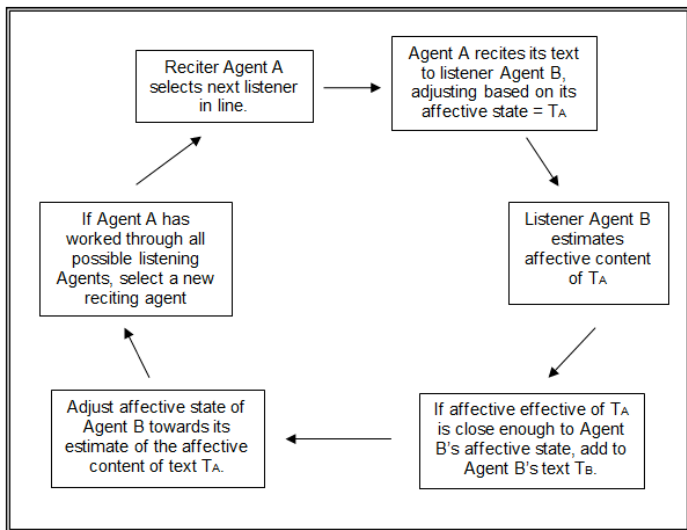 Reciter Agent A
selects next listener
in line.
Agent A recites its text
to listener Agent B,
adjusting based on its
affective state = TA
Listener Agent B
estimates
affective content
of TA
If affective effective of TA
is close enough to Agent
B's affective state, add to
Agent B's text TB.
Adjust affective state of
Agent B towards its
estimate of the affective
content of text TA.
If Agent A has
worked through all
possible listening
Agents, select a new
reciting agent